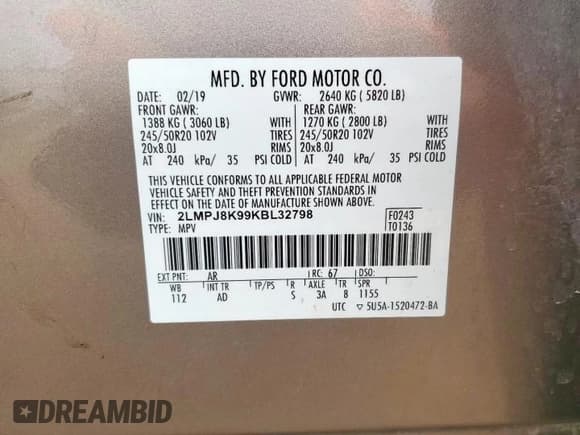 MFD. BY FORD MOTOR CO.
DATE: 02/19 GVWR: 2640 KG ( 5820 LB)
FRONT GAWR: REAR GAWR:
1388 KG ( 3060 LB) WITH 1270 KG ( 2800 LB) WITH
245/50R20 102V TIRES 245/50R20 102V TIRES
20x8.0J RIMS 20x8.0J RIMS
AT 240 kPa/ 35 PSI COLD AT 240 kPa/ 35 PSI COLD
THIS VEHICLE CONFORMS TO ALL APPLICABLE FEDERAL MOTOR
VEHICLE SAFETY AND THEFT PREVENTION STANDARDS IN
EFFECT ON THE DATE OF MANUFACTURE SHOWN ABOVE.
VIN: 2LMPJ8K99KBL32798 F0243
TYPE: MPV T0136
EXT PNT: AR RC: 67 DSO:
WB INT TR TP/PS R AXLE TR SPR
112 AD S 3A 8 1155
UTC ▽ 5U5A-1520472-BA
DREAMBID